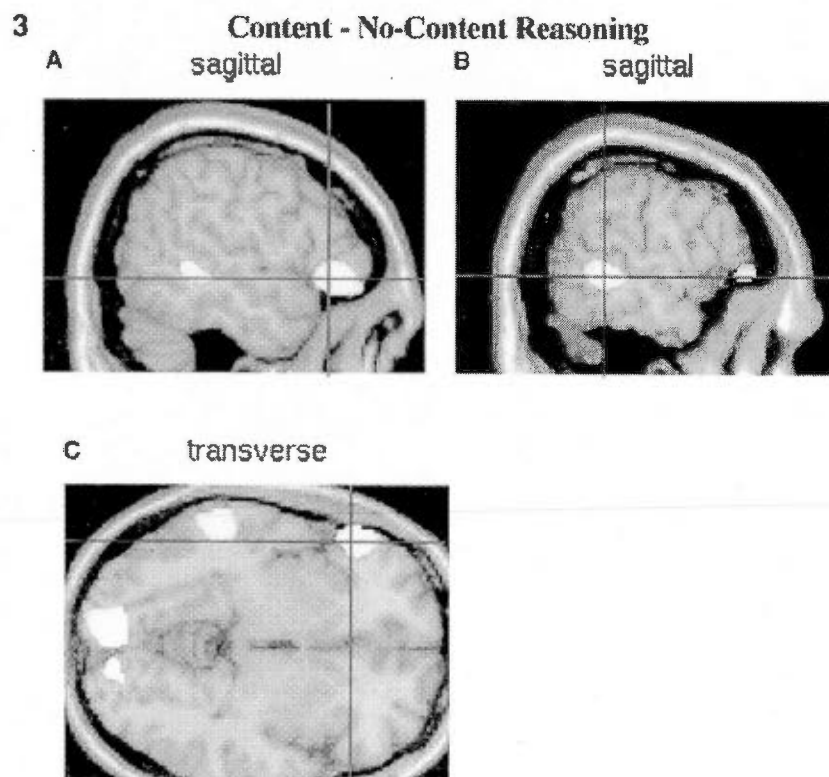 3 Content - No-Content Reasoning
A sagittal B sagittal
C transverse